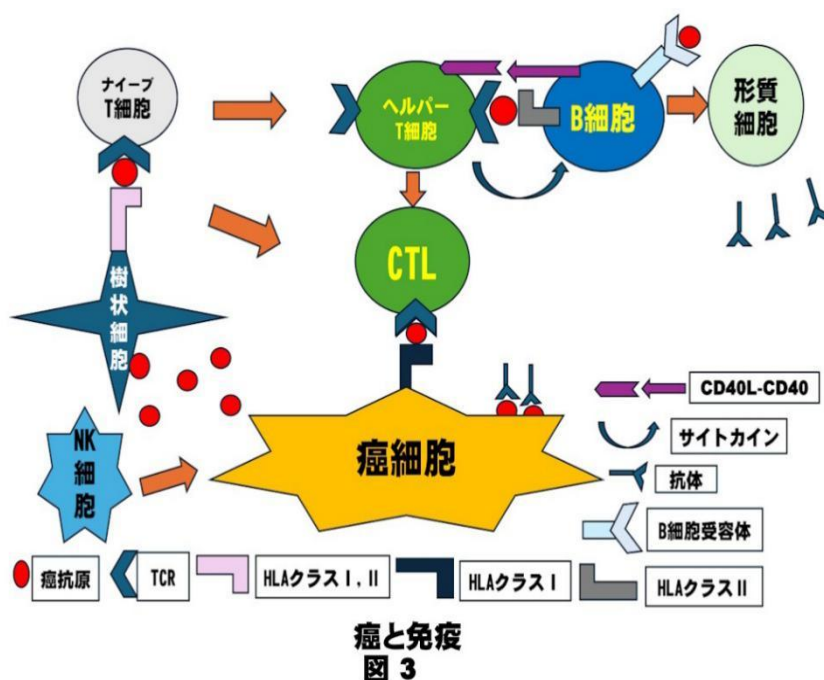 ナイーブ
T細胞
ヘルパー
T細胞
B細胞
形質
細胞
CTL
樹状細胞
NK
細
胞
癌細胞
CD40L-CD40
サイトカイン
抗体
B細胞受容体
癌抗原
TCR
HLAクラスⅠ,Ⅱ
HLAクラスⅠ
HLAクラスⅡ
癌と免疫
図 3